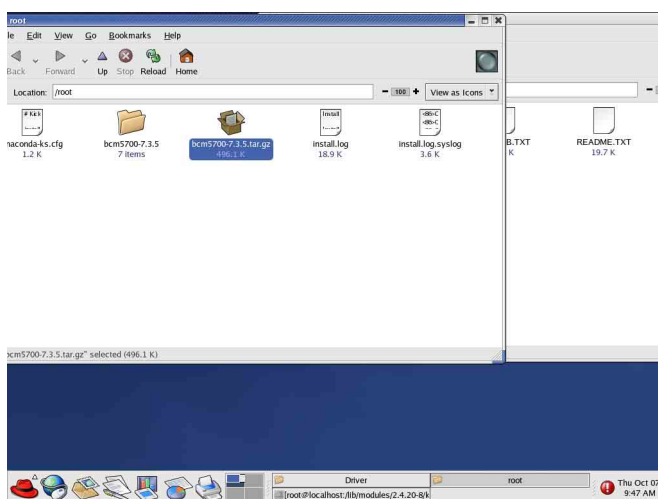 root
le Edit View Go Bookmarks Help
Back Forward Up Stop Reload Home
Location: /root
100
View as Icons
# Kick
Install
<86>C
<86>C
naconda-ks.cfg
1.2 K
bcm5700-7.3.5
7 items
bcm5700-7.3.5.tar.gz
496.1 K
install.log
18.9 K
install.log.syslog
3.6 K
B.TXT
K
README.TXT
19.7 K
bcm5700-7.3.5.tar.gz" selected (496.1 K)
Driver
root
[root@localhost:/lib/modules/2.4.20-8/k
Thu Oct 07
9:47 AM